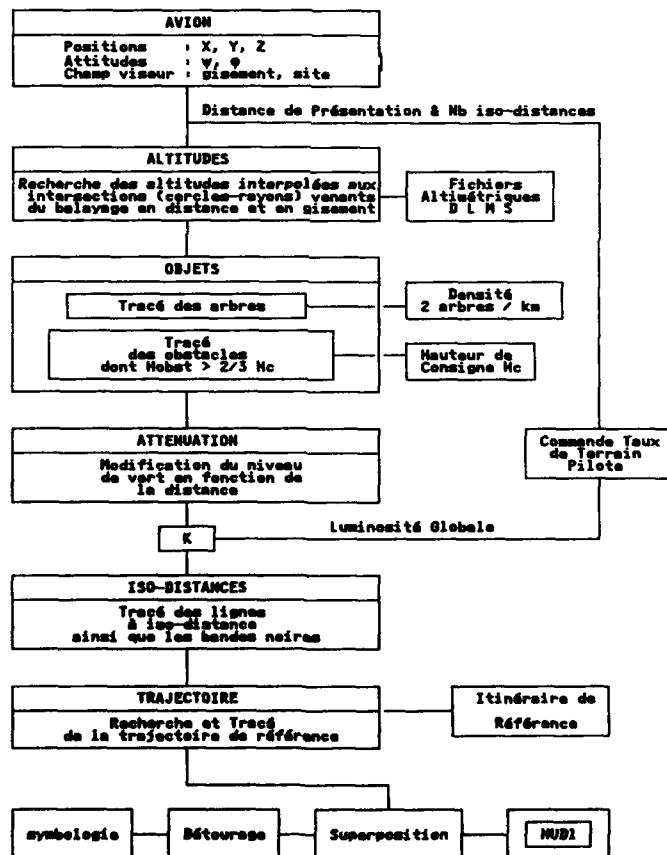 AVION
Positions : X, Y, Z
Attitudes : ψ, φ
Champ viseur : gisement, site
Distance de Présentation & Nb iso-distances
ALTITUDES
Recherche des altitudes interpolées aux
intersections (cercles-rayons) venants
du balayage en distance et en gisement
Fichiers
Altimétriques
D L M S
OBJETS
Tracé des arbres
Densité
2 arbres / km
Tracé
des obstacles
dont Hobst > 2/3 Hc
Hauteur de
Consigne Hc
ATTENUATION
Modification du niveau
de vert en fonction de
la distance
Commande Taux
de Terrain
Pilote
K
Luminosité Globale
ISO-DISTANCES
Tracé des lignes
à iso-distance
ainsi que les bandes noires
TRAJECTOIRE
Recherche et Tracé
de la trajectoire de référence
Itinéraire de
Référence
symbologie
Détourage
Superposition
HUD1